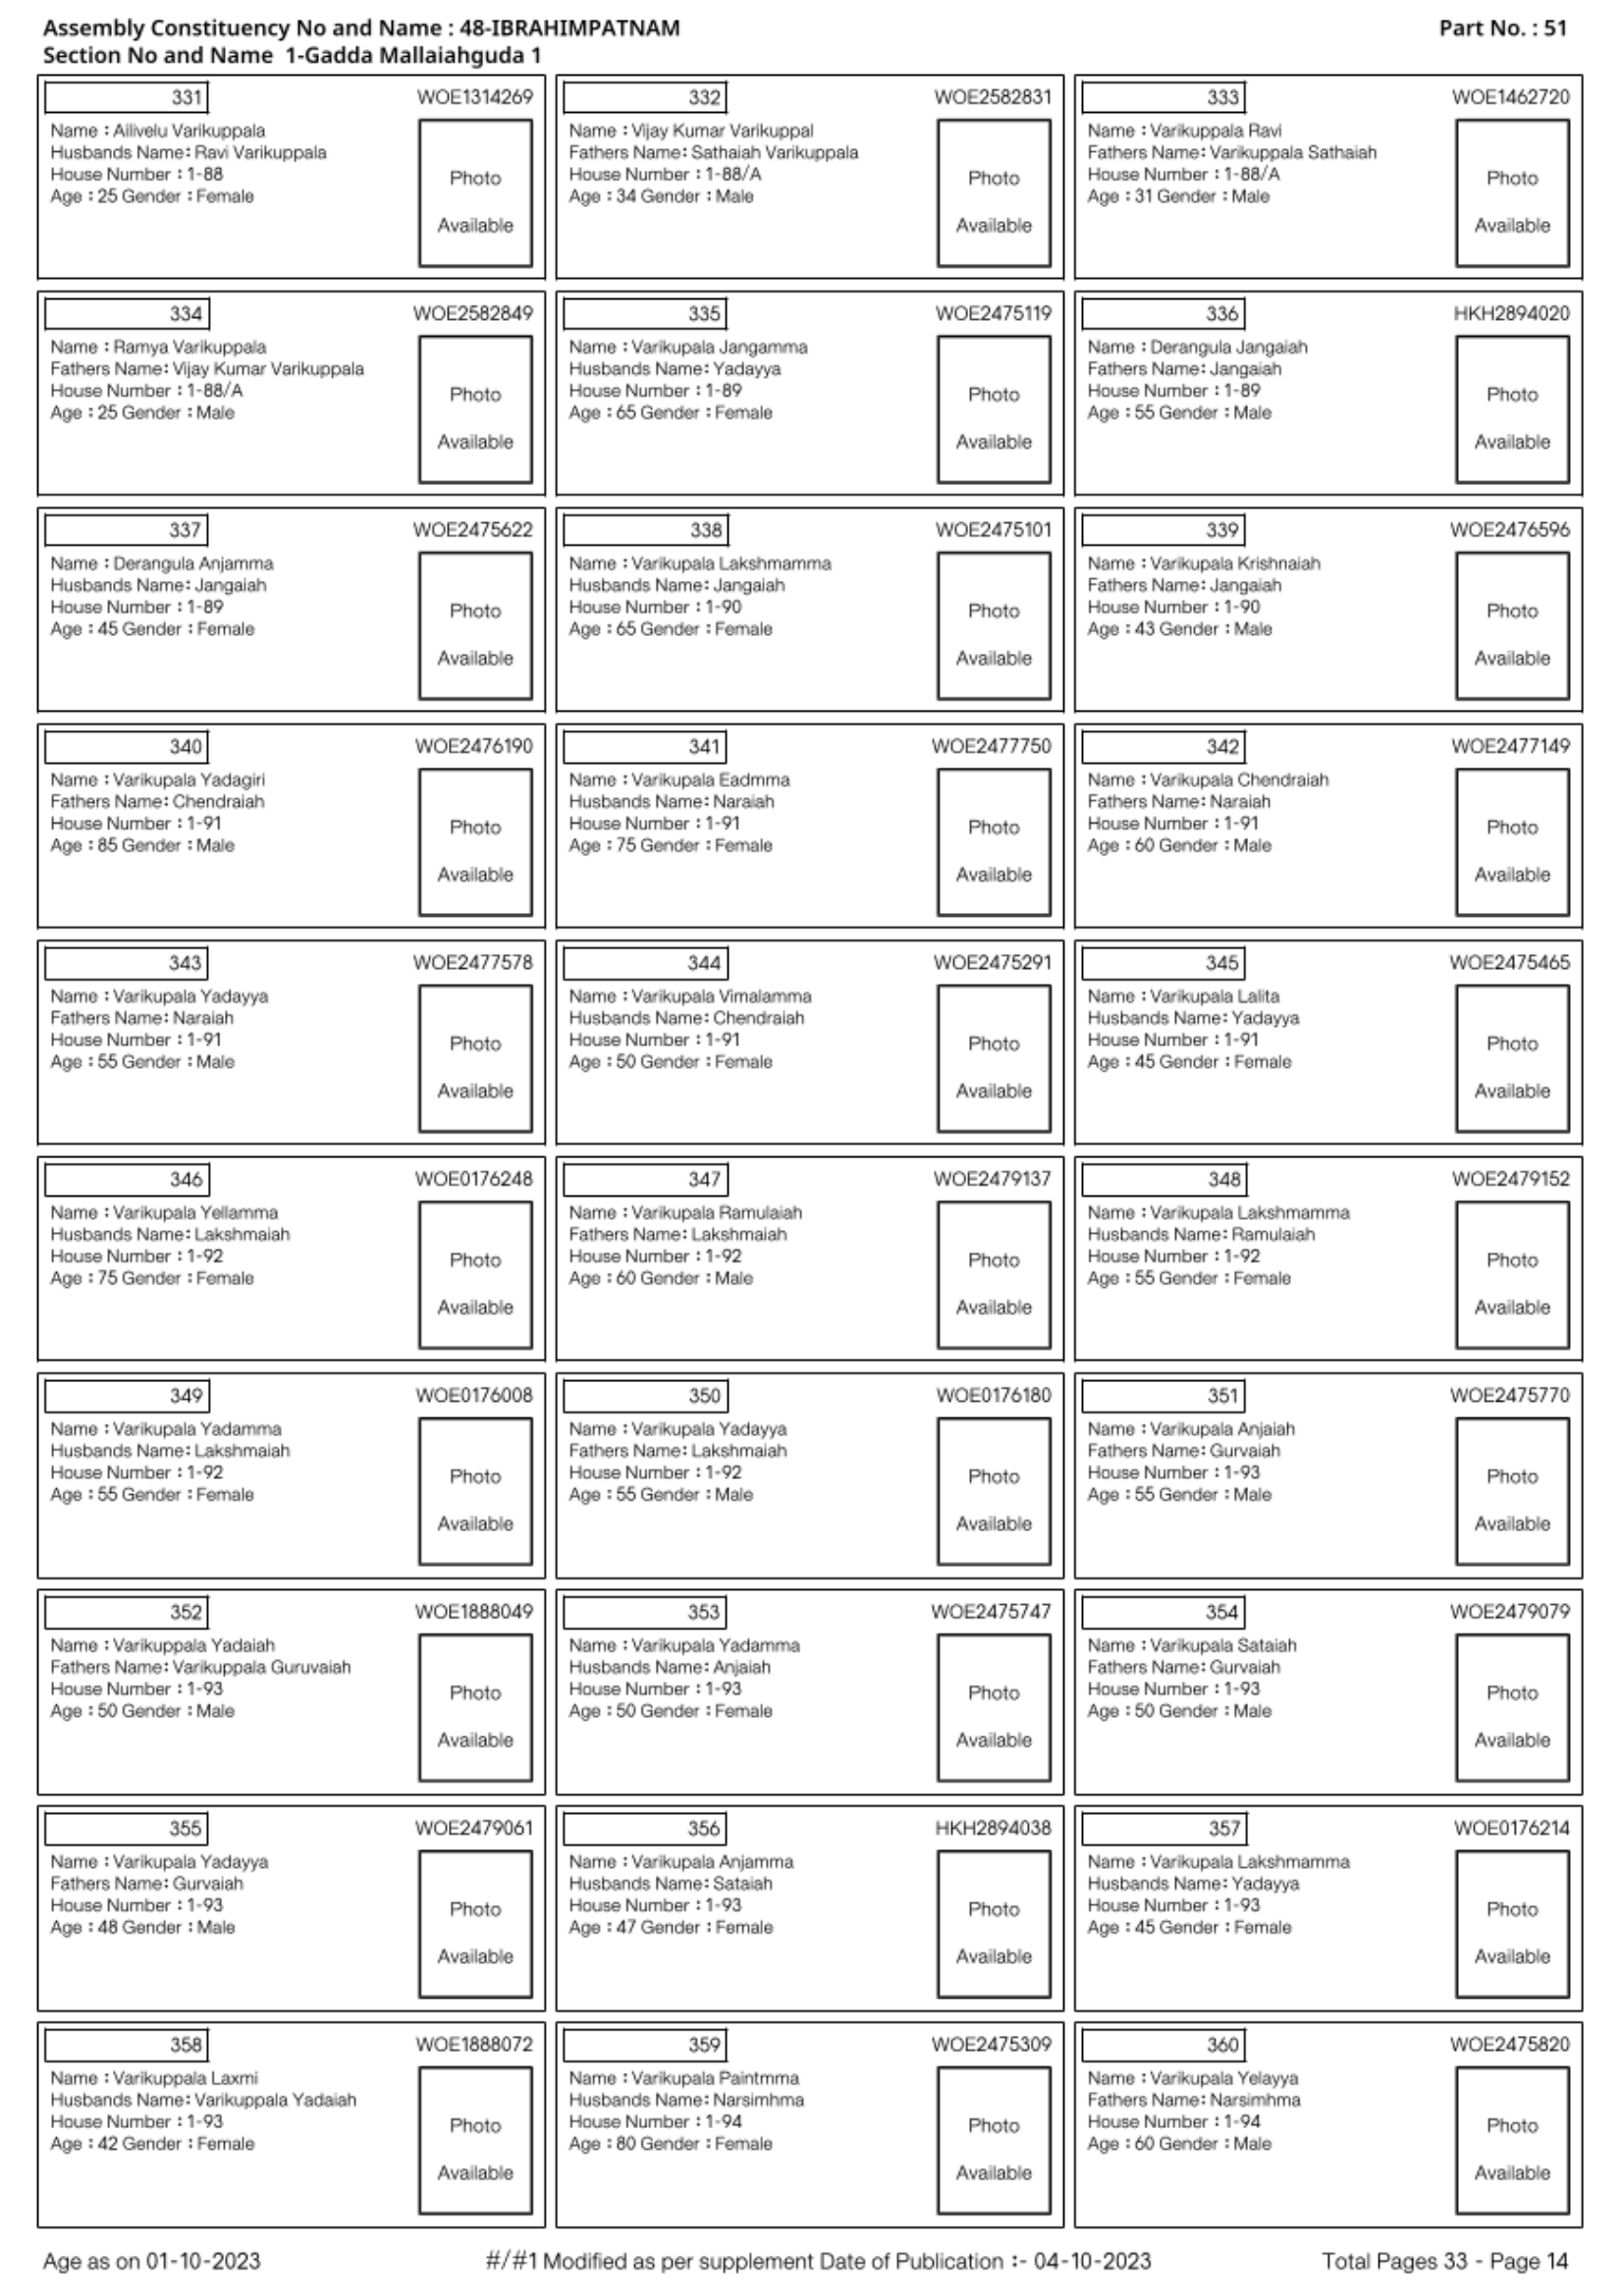 Assembly Constituency No and Name : 48-IBRAHIMPATNAM
Part No. : 51
Section No and Name 1-Gadda Mallaiahguda 1
331
WOE1314269
Name : Ailivelu Varikuppala
Husbands Name: Ravi Varikuppala
House Number : 1-88
Age : 25 Gender : Female
Photo
Available
332
WOE2582831
Name : Vijay Kumar Varikuppal
Fathers Name: Sathaiah Varikuppala
House Number : 1-88/A
Age : 34 Gender : Male
Photo
Available
333
WOE1462720
Name : Varikuppala Ravi
Fathers Name: Varikuppala Sathaiah
House Number : 1-88/A
Age : 31 Gender : Male
Photo
Available
334
WOE2582849
Name : Ramya Varikuppala
Fathers Name: Vijay Kumar Varikuppala
House Number : 1-88/A
Age : 25 Gender : Male
Photo
Available
335
WOE2475119
Name : Varikupala Jangamma
Husbands Name: Yadayya
House Number : 1-89
Age : 65 Gender : Female
Photo
Available
336
HKH2894020
Name : Derangula Jangaiah
Fathers Name: Jangaiah
House Number : 1-89
Age : 55 Gender : Male
Photo
Available
337
WOE2475622
Name : Derangula Anjamma
Husbands Name: Jangaiah
House Number : 1-89
Age : 45 Gender : Female
Photo
Available
338
WOE2475101
Name : Varikupala Lakshmamma
Husbands Name: Jangaiah
House Number : 1-90
Age : 65 Gender : Female
Photo
Available
339
WOE2476596
Name : Varikupala Krishnaiah
Fathers Name: Jangaiah
House Number : 1-90
Age : 43 Gender : Male
Photo
Available
340
WOE2476190
Name : Varikupala Yadagiri
Fathers Name: Chendraiah
House Number : 1-91
Age : 85 Gender : Male
Photo
Available
341
WOE2477750
Name : Varikupala Eadmma
Husbands Name: Naraiah
House Number : 1-91
Age : 75 Gender : Female
Photo
Available
342
WOE2477149
Name : Varikupala Chendraiah
Fathers Name: Naraiah
House Number : 1-91
Age : 60 Gender : Male
Photo
Available
343
WOE2477578
Name : Varikupala Yadayya
Fathers Name: Naraiah
House Number : 1-91
Age : 55 Gender : Male
Photo
Available
344
WOE2475291
Name : Varikupala Vimalamma
Husbands Name: Chendraiah
House Number : 1-91
Age : 50 Gender : Female
Photo
Available
345
WOE2475465
Name : Varikupala Lalita
Husbands Name: Yadayya
House Number : 1-91
Age : 45 Gender : Female
Photo
Available
346
WOE0176248
Name : Varikupala Yellamma
Husbands Name: Lakshmaiah
House Number : 1-92
Age : 75 Gender : Female
Photo
Available
347
WOE2479137
Name : Varikupala Ramulaiah
Fathers Name: Lakshmaiah
House Number : 1-92
Age : 60 Gender : Male
Photo
Available
348
WOE2479152
Name : Varikupala Lakshmamma
Husbands Name: Ramulaiah
House Number : 1-92
Age : 55 Gender : Female
Photo
Available
349
WOE0176008
Name : Varikupala Yadamma
Husbands Name: Lakshmaiah
House Number : 1-92
Age : 55 Gender : Female
Photo
Available
350
WOE0176180
Name : Varikupala Yadayya
Fathers Name: Lakshmaiah
House Number : 1-92
Age : 55 Gender : Male
Photo
Available
351
WOE2475770
Name : Varikupala Anjaiah
Fathers Name: Gurvaiah
House Number : 1-93
Age : 55 Gender : Male
Photo
Available
352
WOE1888049
Name : Varikuppala Yadaiah
Fathers Name: Varikuppala Guruvaiah
House Number : 1-93
Age : 50 Gender : Male
Photo
Available
353
WOE2475747
Name : Varikupala Yadamma
Husbands Name: Anjaiah
House Number : 1-93
Age : 50 Gender : Female
Photo
Available
354
WOE2479079
Name : Varikupala Sataiah
Fathers Name: Gurvaiah
House Number : 1-93
Age : 50 Gender : Male
Photo
Available
355
WOE2479061
Name : Varikupala Yadayya
Fathers Name: Gurvaiah
House Number : 1-93
Age : 48 Gender : Male
Photo
Available
356
HKH2894038
Name : Varikupala Anjamma
Husbands Name: Sataiah
House Number : 1-93
Age : 47 Gender : Female
Photo
Available
357
WOE0176214
Name : Varikupala Lakshmamma
Husbands Name: Yadayya
House Number : 1-93
Age : 45 Gender : Female
Photo
Available
358
WOE1888072
Name : Varikuppala Laxmi
Husbands Name: Varikuppala Yadaiah
House Number : 1-93
Age : 42 Gender : Female
Photo
Available
359
WOE2475309
Name : Varikupala Paintmma
Husbands Name: Narsimhma
House Number : 1-94
Age : 80 Gender : Female
Photo
Available
360
WOE2475820
Name : Varikupala Yelayya
Fathers Name: Narsimhma
House Number : 1-94
Age : 60 Gender : Male
Photo
Available
Age as on 01-10-2023
#/#1 Modified as per supplement Date of Publication :- 04-10-2023
Total Pages 33 - Page 14